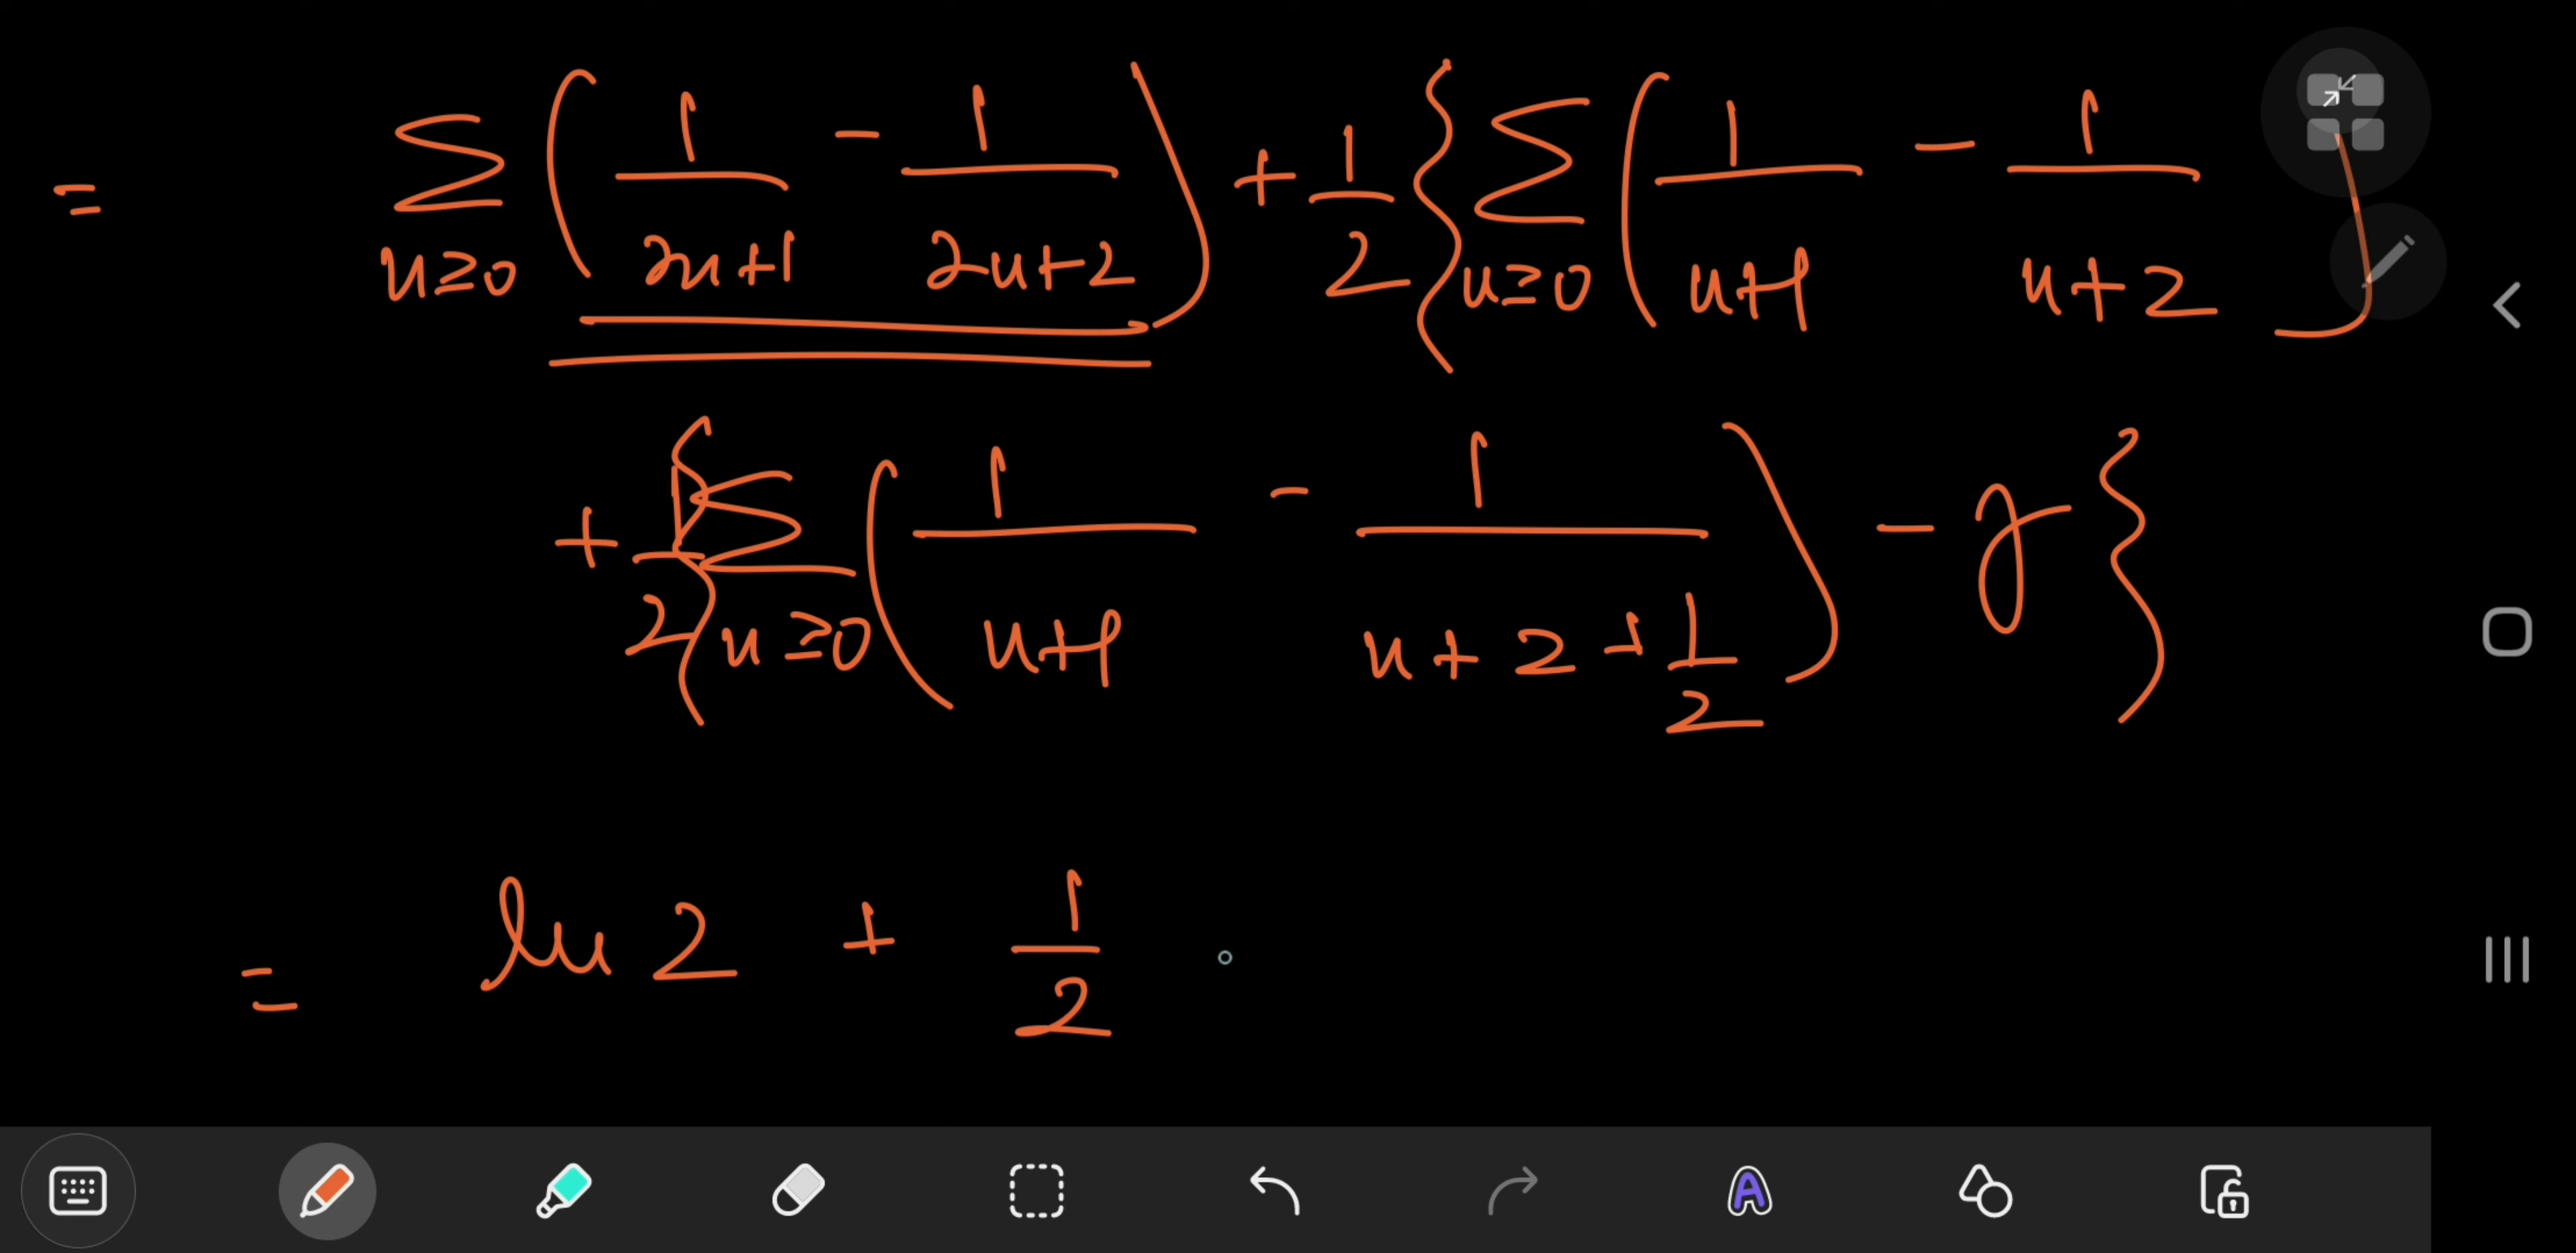 = ∑ n≥0 ( 1/(2n+1) - 1/(2n+2) ) + 1/2 { ∑ n≥0 ( 1/(n+1) - 1/(n+2) )
+ 1/2 { ∑ n≥0 ( 1/(n+1) - 1/(n+2+1/2) ) - γ }
= ln 2 + 1/2
A